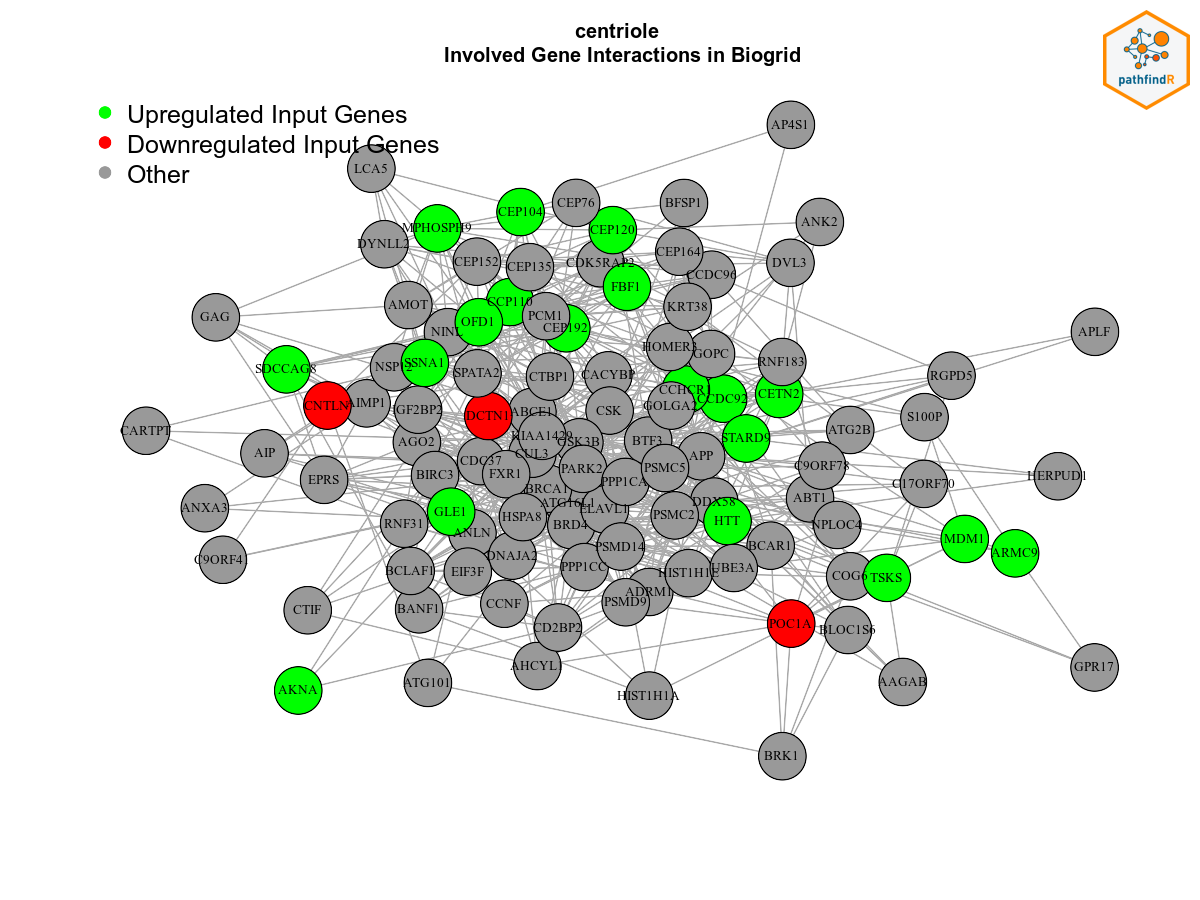 centriole
Involved Gene Interactions in Biogrid
pathfindR
Upregulated Input Genes
Downregulated Input Genes
Other
AP4S1
LCA5
CEP76
BFSP1
CEP104
ANK2
MPHOSPH9
CEP120
DYNLL2
CEP164
CEP152
CEP135
CDK5RAP2
DVL3
CCDC96
FBF1
CCP110
AMOT
KRT38
GAG
PCM1
OFD1
CEP192
NINL
APLF
HOMER3
GOPC
SSNA1
RNF183
NSP12
SDCCAG8
SPATA2
CTBP1
CACYBP
RGPD5
CCHCR1
CETN2
CCDC92
AIMP1
CNTLN
GOLGA2
IGF2BP2
CSK
ABCE1
DCTN1
S100P
CARTPT
ATG2B
KIAA1429
STARD9
AGO2
GSK3B
BTF3
AIP
CUL3
APP
CDC37
C9ORF78
PARK2
PSMC5
FXR1
BIRC3
HERPUD1
EPRS
PPP1CA
C17ORF70
BRCA1
ABT1
ATG16L1
DDX58
ANXA3
ELAVL1
GLE1
PSMC2
HSPA8
HTT
RNF31
BRD4
NPLOC4
ANLN
MDM1
BCAR1
PSMD14
ARMC9
DNAJA2
C9ORF41
PPP1CC
UBE3A
BCLAF1
EIF3F
HIST1H1E
COG6
TSKS
ADRM1
PSMD9
CCNF
BANF1
CTIF
POC1A
CD2BP2
BLOC1S6
AHCYL1
GPR17
ATG101
AAGAB
AKNA
HIST1H1A
BRK1